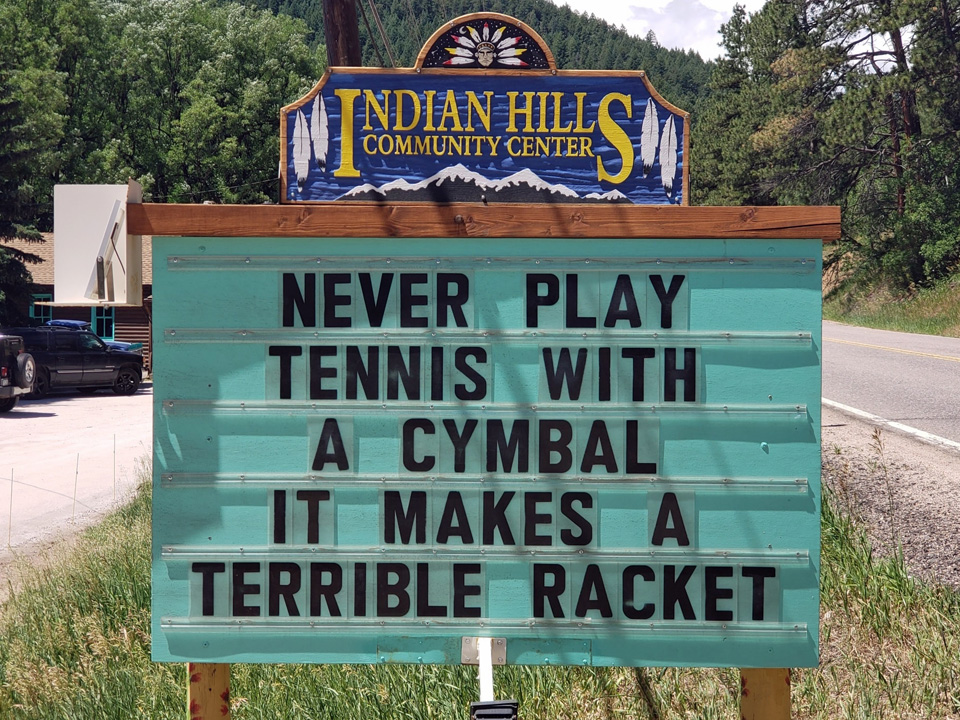 INDIAN HILLS
COMMUNITY CENTER
NEVER PLAY
TENNIS WITH
A CYMBAL
IT MAKES A
TERRIBLE RACKET